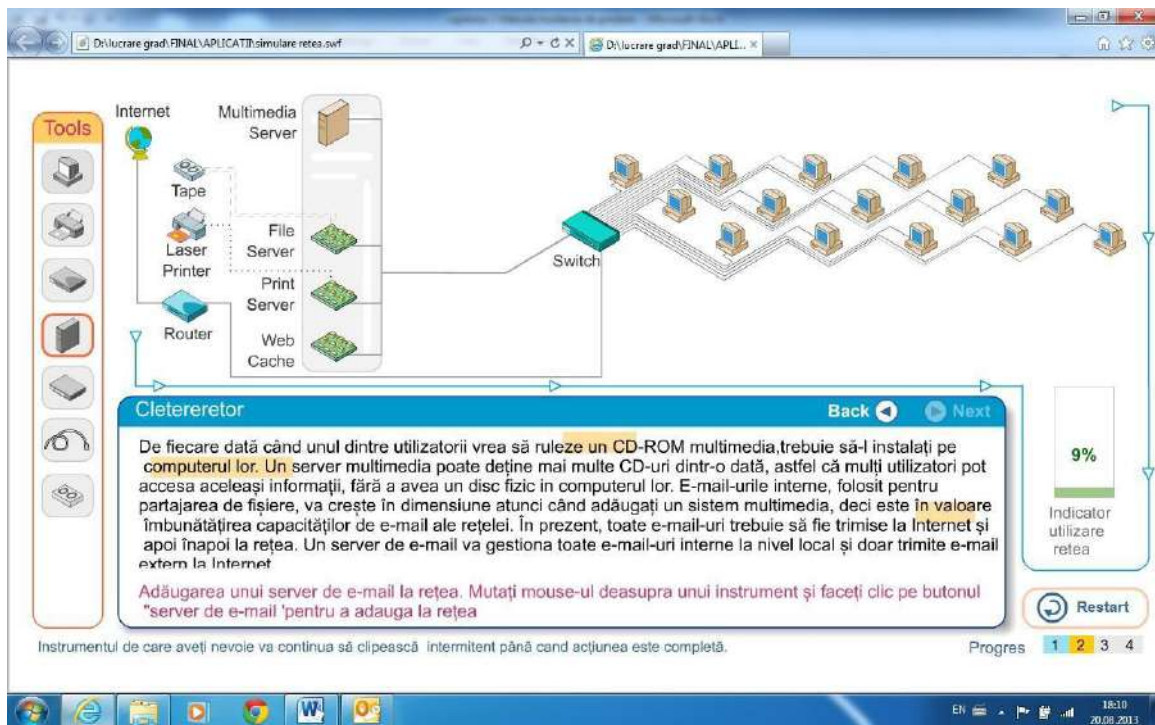 D:\lucrare grad\FINAL\APLICATII\simulare retea.swf
D:\lucrare grad\FINAL\APLI...
Tools
Internet
Multimedia
Server
Tape
Laser
Printer
File
Server
Print
Server
Router
Web
Cache
Switch
Cletereretor
Back
Next
De fiecare dată când unul dintre utilizatorii vrea să ruleze un CD-ROM multimedia,trebuie să-l instalați pe
computerul lor. Un server multimedia poate deține mai multe CD-uri dintr-o dată, astfel că mulți utilizatori pot
accesa aceleași informații, fără a avea un disc fizic in computerul lor. E-mail-urile interne, folosit pentru
partajarea de fișiere, va crește în dimensiune atunci când adăugați un sistem multimedia, deci este în valoare
îmbunătățirea capacităților de e-mail ale rețelei. În prezent, toate e-mail-uri trebuie să fie trimise la Internet și
apoi înapoi la rețea. Un server de e-mail va gestiona toate e-mail-uri interne la nivel local și doar trimite e-mail
extern la Internet
Adăugarea unui server de e-mail la rețea. Mutați mouse-ul deasupra unui instrument și faceți clic pe butonul
"server de e-mail 'pentru a adauga la rețea
9%
Indicator
utilizare
retea
Restart
Instrumentul de care aveți nevoie va continua să clipească intermitent până cand acțiunea este completă.
Progres 1 2 3 4
EN
18:10
20.08.2013